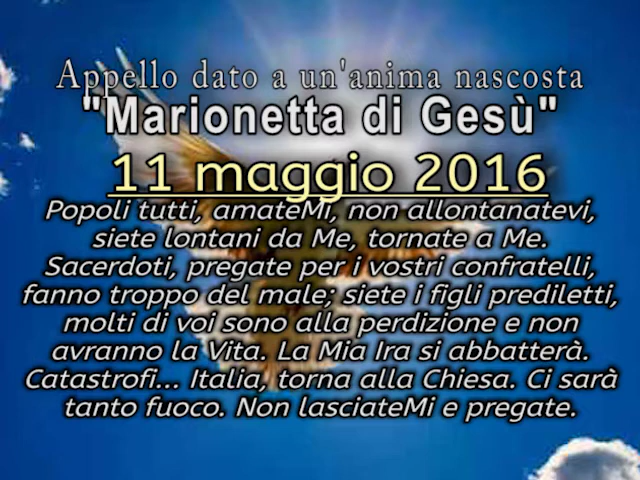 Appello dato a un'anima nascosta
"Marionetta di Gesù"
11 maggio 2016
Popoli tutti, amateMi, non allontanatevi,
siete lontani da Me, tornate a Me.
Sacerdoti, pregate per i vostri confratelli,
fanno troppo del male; siete i figli prediletti,
molti di voi sono alla perdizione e non
avranno la Vita. La Mia Ira si abbatterà.
Catastrofi... Italia, torna alla Chiesa. Ci sarà
tanto fuoco. Non lasciateMi e pregate.